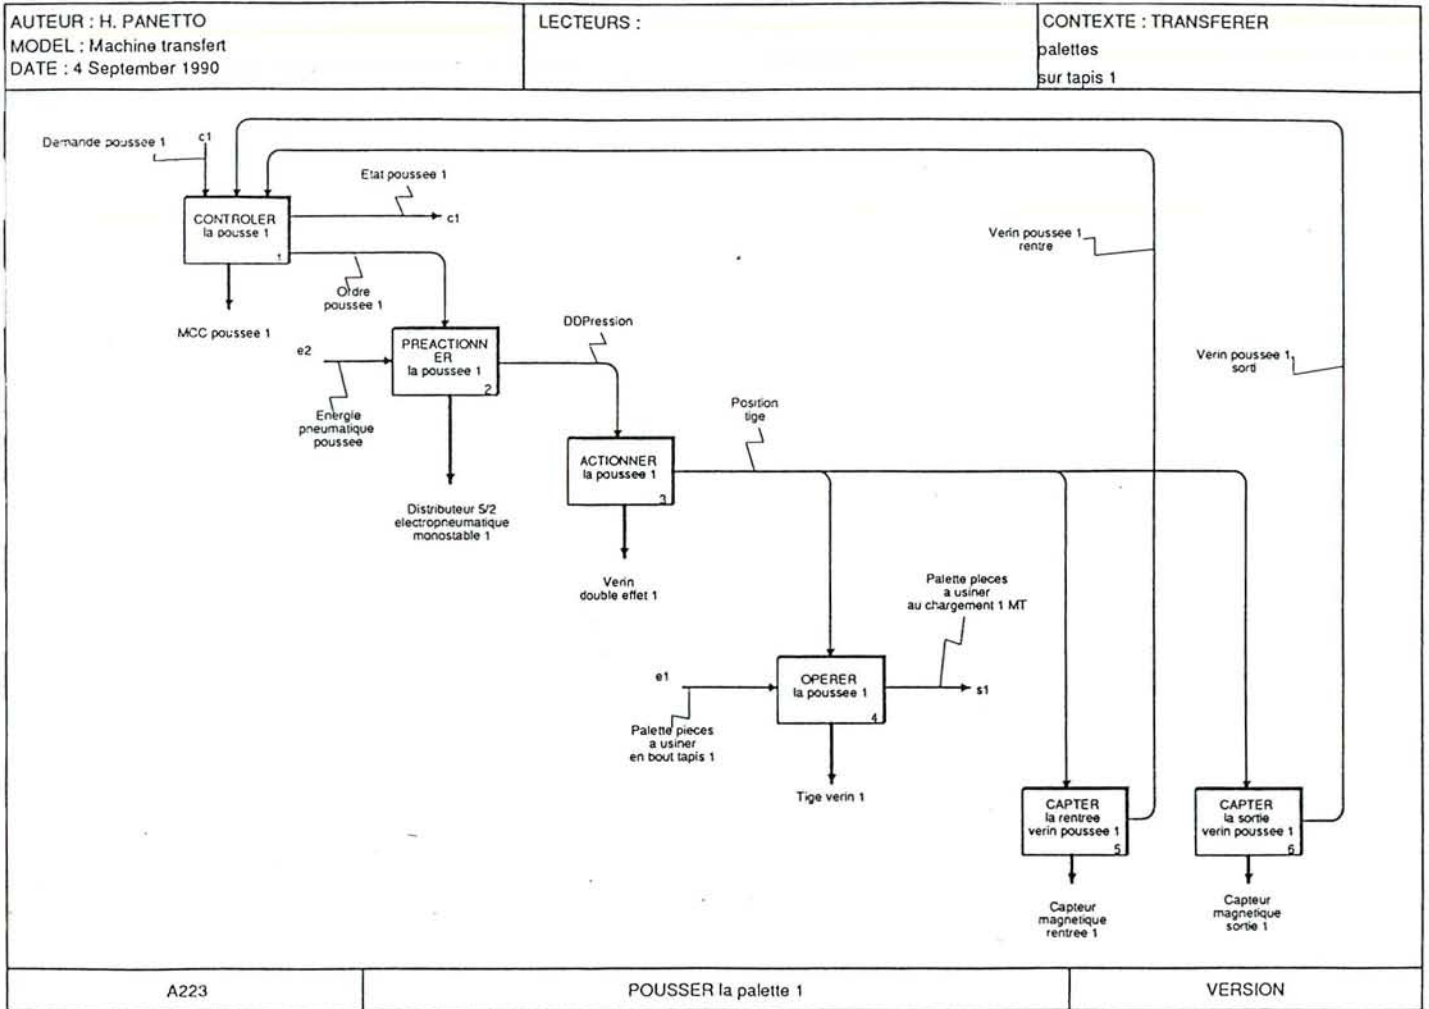 AUTEUR : H. PANETTO
MODEL : Machine transfert
DATE : 4 September 1990
LECTEURS :
CONTEXTE : TRANSFERER
palettes
sur tapis 1
Demande poussee 1
c1
Etat poussee 1
c1
CONTROLER
la pousse 1
1
Ordre
poussee 1
MCC poussee 1
Verin poussee 1
rentre
Verin poussee 1
sorti
e2
PREACTIONN
ER
la poussee 1
2
DDPression
Energie
pneumatique
poussee
Position
tige
ACTIONNER
la poussee 1
3
Distributeur 5/2
electropneumatique
monostable 1
Verin
double effet 1
Palette pieces
a usiner
au chargement 1 MT
e1
OPERER
la poussee 1
4
s1
Palette pieces
a usiner
en bout tapis 1
Tige verin 1
CAPTER
la rentree
verin poussee 1
5
CAPTER
la sortie
verin poussee 1
6
Capteur
magnetique
rentree 1
Capteur
magnetique
sortie 1
A223
POUSSER la palette 1
VERSION